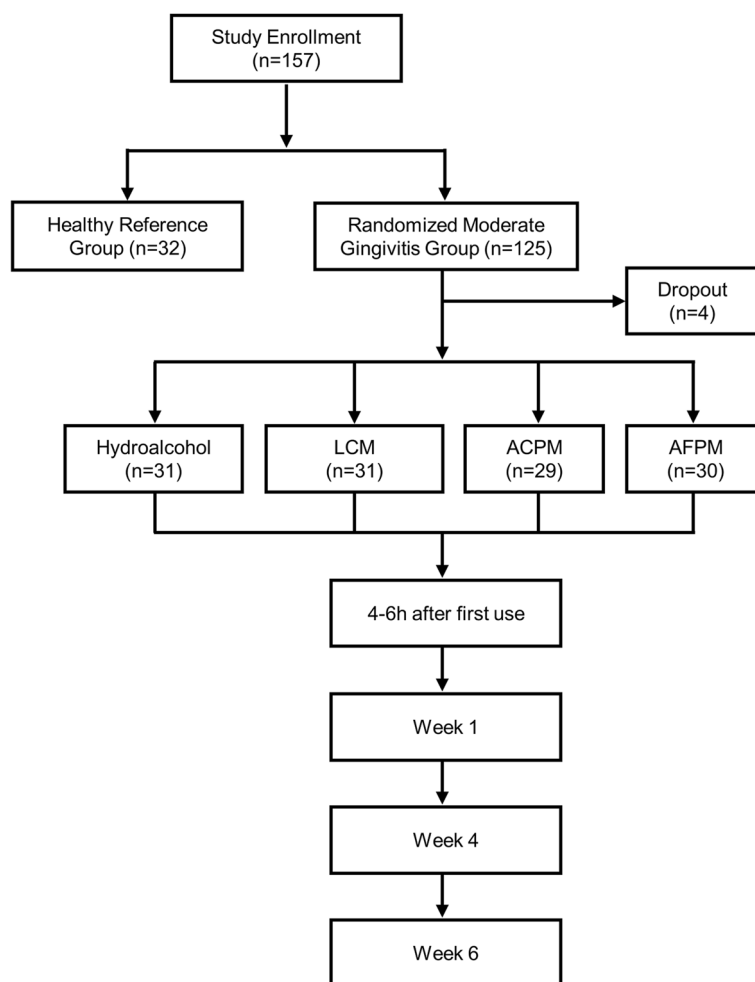 Study Enrollment
(n=157)
Healthy Reference
Group (n=32)
Randomized Moderate
Gingivitis Group (n=125)
Dropout
(n=4)
Hydroalcohol
(n=31)
LCM
(n=31)
ACPM
(n=29)
AFPM
(n=30)
4-6h after first use
Week 1
Week 4
Week 6